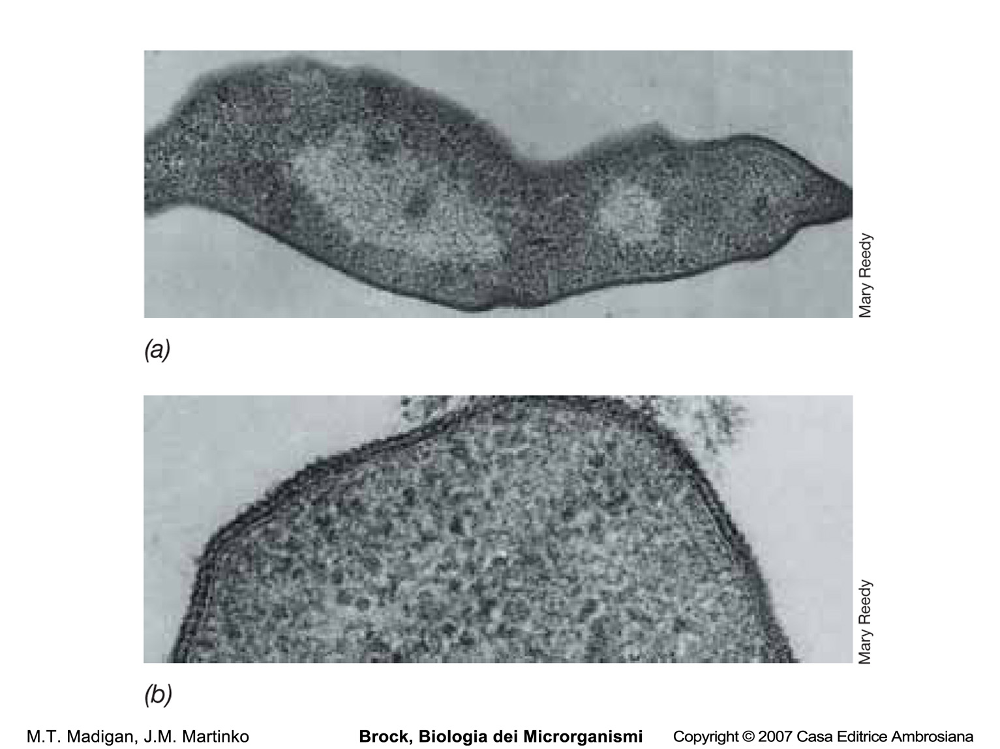 Mary Reedy
(a)
Mary Reedy
(b)
M.T. Madigan, J.M. Martinko
Brock, Biologia dei Microrganismi
Copyright © 2007 Casa Editrice Ambrosiana